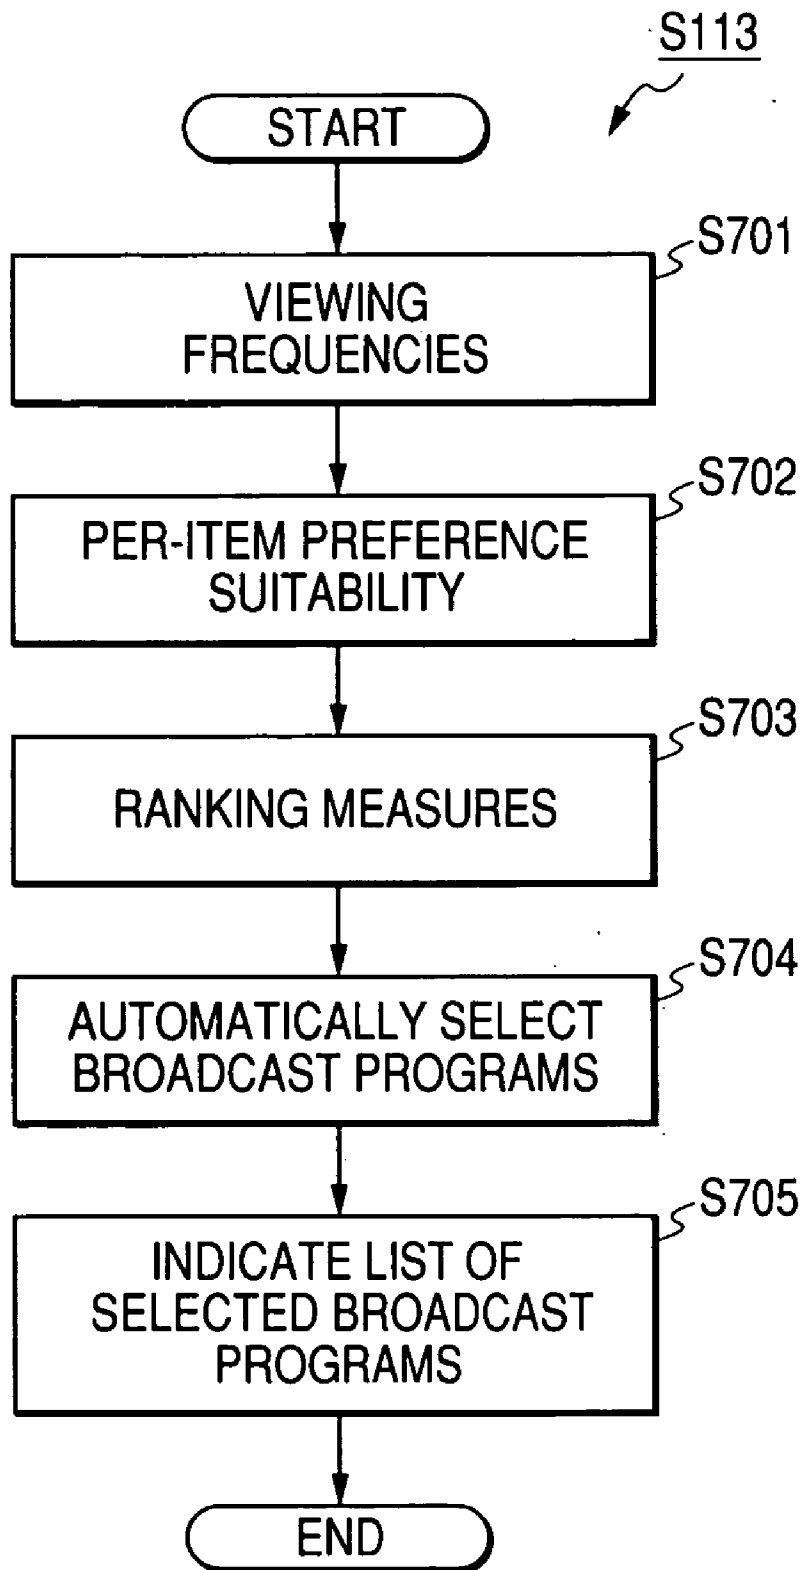 S113
START
S701
VIEWING
FREQUENCIES
S702
PER-ITEM PREFERENCE
SUITABILITY
S703
RANKING MEASURES
S704
AUTOMATICALLY SELECT
BROADCAST PROGRAMS
S705
INDICATE LIST OF
SELECTED BROADCAST
PROGRAMS
END